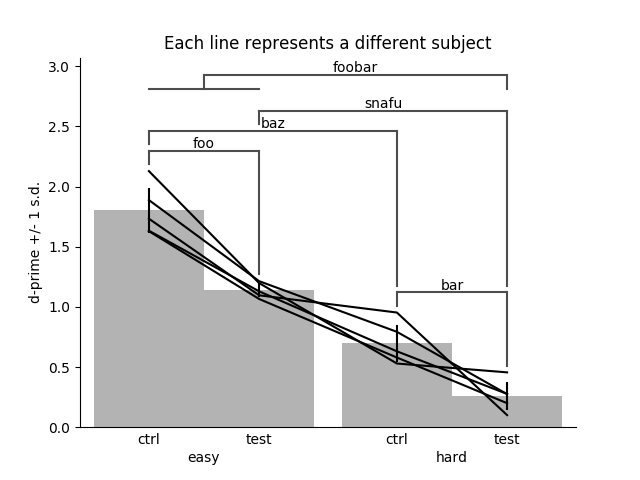 Each line represents a different subject
foobar
snafu
baz
foo
bar
d-prime +/- 1 s.d.
3.0
2.5
2.0
1.5
1.0
0.5
0.0
ctrl test ctrl test
easy hard